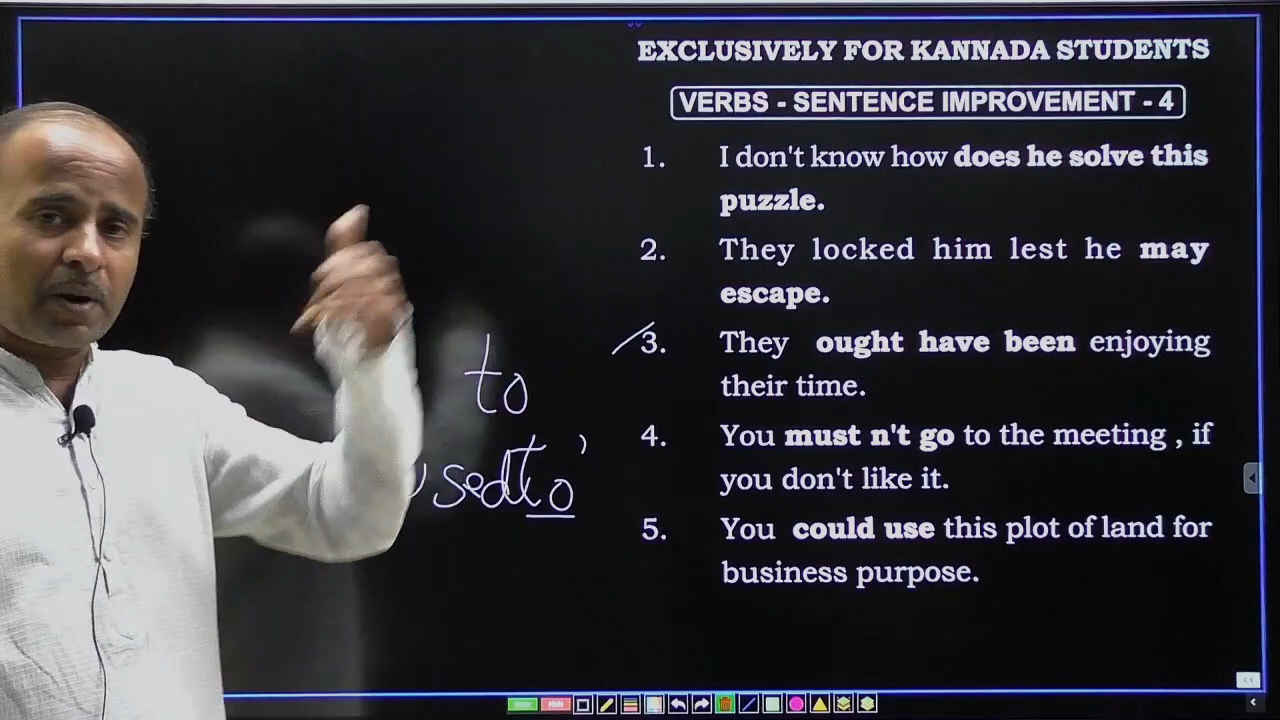 EXCLUSIVELY FOR KANNADA STUDENTS
VERBS - SENTENCE IMPROVEMENT - 4
1. I don't know how does he solve this
puzzle.
2. They locked him lest he may
escape.
3. They ought have been enjoying
their time.
4. You must n't go to the meeting , if
you don't like it.
5. You could use this plot of land for
business purpose.
to
usedto